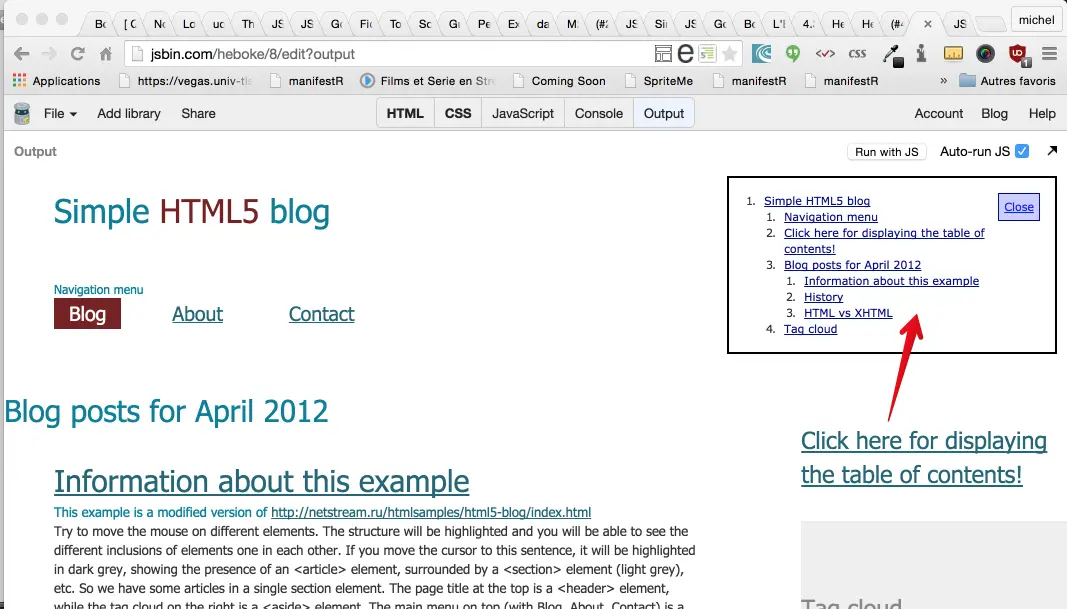 Bo
[ C
No
Lo
uc
Th
JS
JS
Go
Fic
To
Sc
Gi
Pe
Ex
da
M:
(#2
JS
Sir
JS
Go
Bo
L'E
4.
He
He
(#4
JS
michel
jsbin.com/heboke/8/edit?output
Applications
https://vegas.univ-tic
manifestR
Films et Serie en Stre
Coming Soon
SpriteMe
manifestR
manifestR
»
Autres favoris
File
Add library
Share
HTML
CSS
JavaScript
Console
Output
Account
Blog
Help
Output
Run with JS
Auto-run JS
Simple HTML5 blog
1. Simple HTML5 blog
Close
1. Navigation menu
2. Click here for displaying the table of
contents!
3. Blog posts for April 2012
1. Information about this example
2. History
3. HTML vs XHTML
4. Tag cloud
Navigation menu
Blog
About
Contact
Blog posts for April 2012
Click here for displaying
the table of contents!
Information about this example
This example is a modified version of http://netstream.ru/htmlsamples/html5-blog/index.html
Try to move the mouse on different elements. The structure will be highlighted and you will be able to see the
different inclusions of elements one in each other. If you move the cursor to this sentence, it will be highlighted
in dark grey, showing the presence of an <article> element, surrounded by a <section> element (light grey),
etc. So we have some articles in a single section element. The page title at the top is a <header> element,
while the tag cloud on the right is a <aside> element. The main menu on top (with Blog, About, Contact) is a
Tag cloud